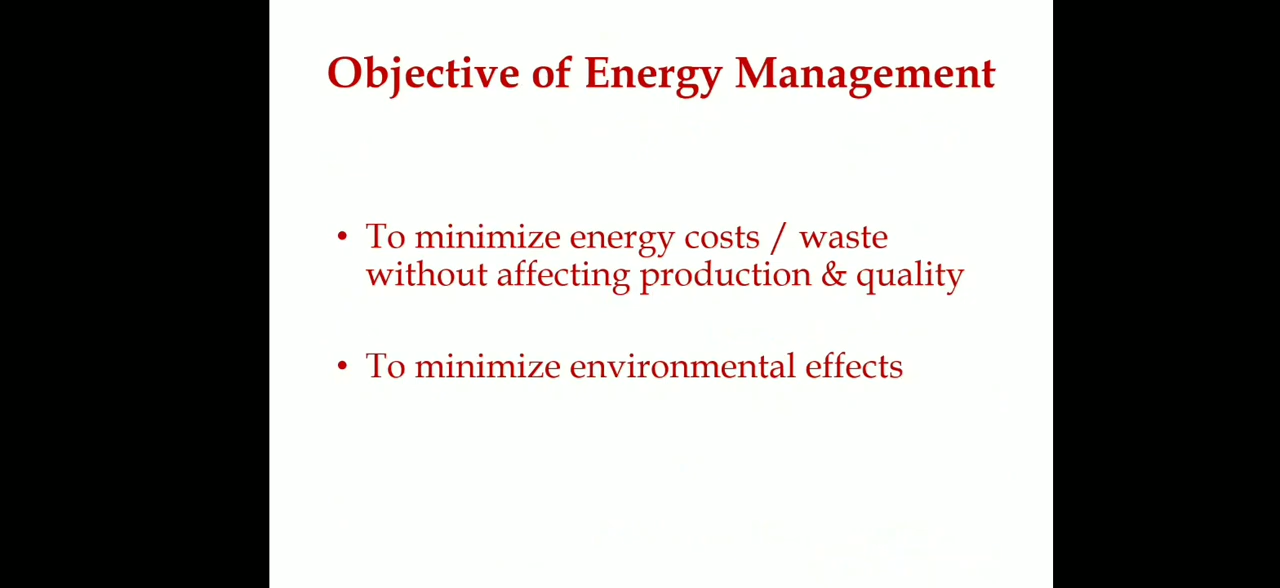 Objective of Energy Management
• To minimize energy costs / waste
without affecting production & quality
• To minimize environmental effects